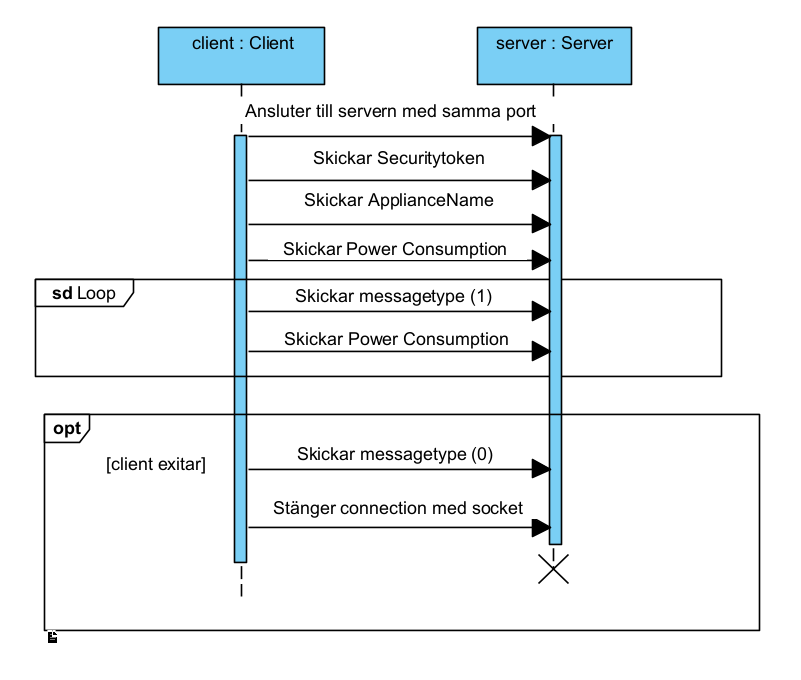 client : Client
server : Server
Ansluter till servern med samma port
Skickar Securitytoken
Skickar ApplianceName
Skickar Power Consumption
sd Loop
Skickar messagetype (1)
Skickar Power Consumption
opt
Skickar messagetype (0)
[client exitar]
Stänger connection med socket